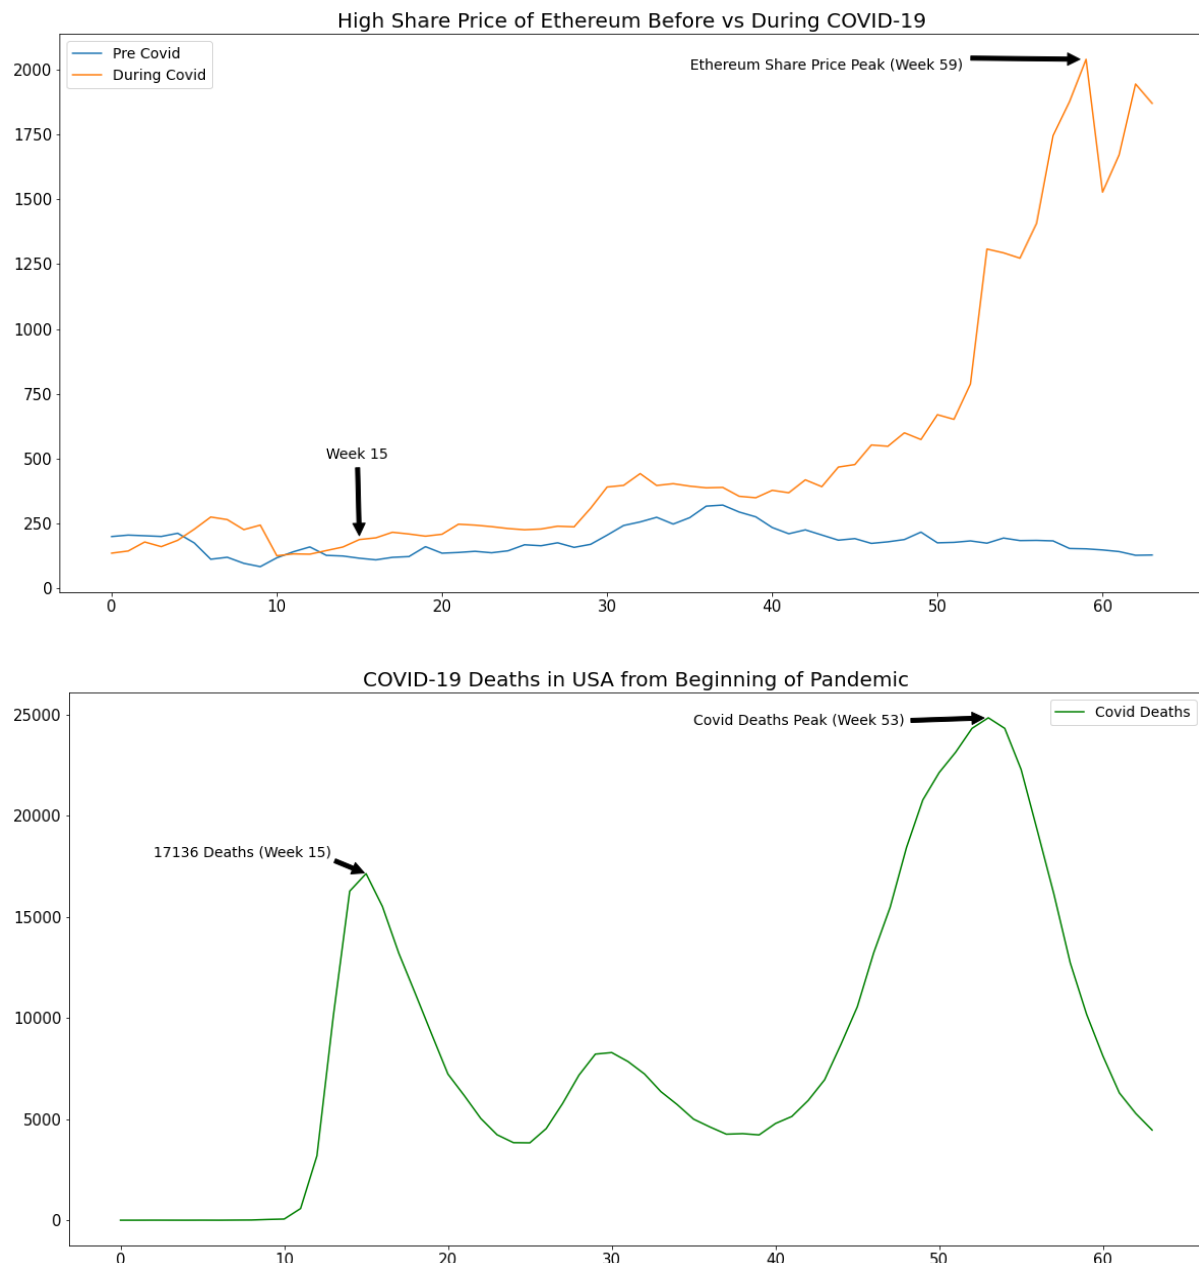 High Share Price of Ethereum Before vs During COVID-19
Pre Covid
During Covid
Ethereum Share Price Peak (Week 59)
Week 15
2000
1750
1500
1250
1000
750
500
250
0
0 10 20 30 40 50 60
COVID-19 Deaths in USA from Beginning of Pandemic
Covid Deaths
Covid Deaths Peak (Week 53)
17136 Deaths (Week 15)
25000
20000
15000
10000
5000
0
0 10 20 30 40 50 60